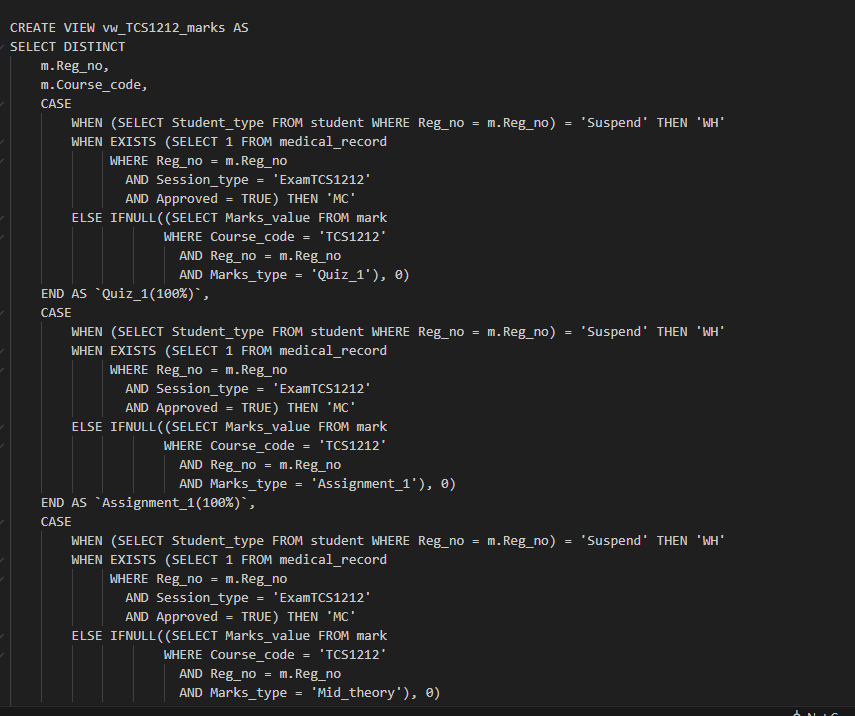 CREATE VIEW vw_TCS1212_marks AS
SELECT DISTINCT
    m.Reg_no,
    m.Course_code,
    CASE
        WHEN (SELECT Student_type FROM student WHERE Reg_no = m.Reg_no) = 'Suspend' THEN 'WH'
        WHEN EXISTS (SELECT 1 FROM medical_record
             WHERE Reg_no = m.Reg_no
               AND Session_type = 'ExamTCS1212'
               AND Approved = TRUE) THEN 'MC'
        ELSE IFNULL((SELECT Marks_value FROM mark
                    WHERE Course_code = 'TCS1212'
                      AND Reg_no = m.Reg_no
                      AND Marks_type = 'Quiz_1'), 0)
    END AS `Quiz_1(100%)`,
    CASE
        WHEN (SELECT Student_type FROM student WHERE Reg_no = m.Reg_no) = 'Suspend' THEN 'WH'
        WHEN EXISTS (SELECT 1 FROM medical_record
             WHERE Reg_no = m.Reg_no
               AND Session_type = 'ExamTCS1212'
               AND Approved = TRUE) THEN 'MC'
        ELSE IFNULL((SELECT Marks_value FROM mark
                    WHERE Course_code = 'TCS1212'
                      AND Reg_no = m.Reg_no
                      AND Marks_type = 'Assignment_1'), 0)
    END AS `Assignment_1(100%)`,
    CASE
        WHEN (SELECT Student_type FROM student WHERE Reg_no = m.Reg_no) = 'Suspend' THEN 'WH'
        WHEN EXISTS (SELECT 1 FROM medical_record
             WHERE Reg_no = m.Reg_no
               AND Session_type = 'ExamTCS1212'
               AND Approved = TRUE) THEN 'MC'
        ELSE IFNULL((SELECT Marks_value FROM mark
                    WHERE Course_code = 'TCS1212'
                      AND Reg_no = m.Reg_no
                      AND Marks_type = 'Mid_theory'), 0)